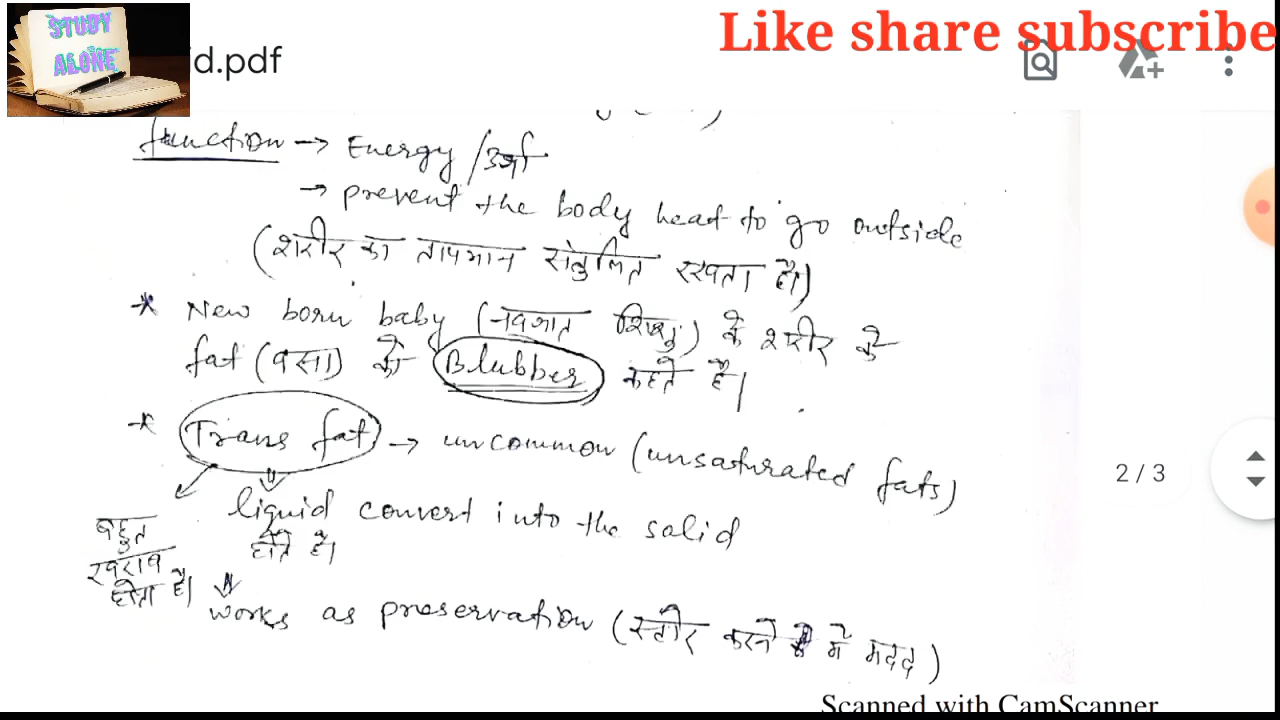 STUDY
ALONE
Like share subscribe
id.pdf
function → Energy / उर्जा
→ prevent the body heat to go outside
(शरीर का तापमान संतुलित रखता है।)
* New born baby (नवजात शिशु) के शरीर के
fat (वसा) को Blubber कहते है।
* Trans fat → uncommon (unsaturated fats)
2 / 3
liquid convert into the solid
होते है।
बहुत
खराब
होता है।
works as preservation (स्टोर करने में मदद)
Scanned with CamScanner